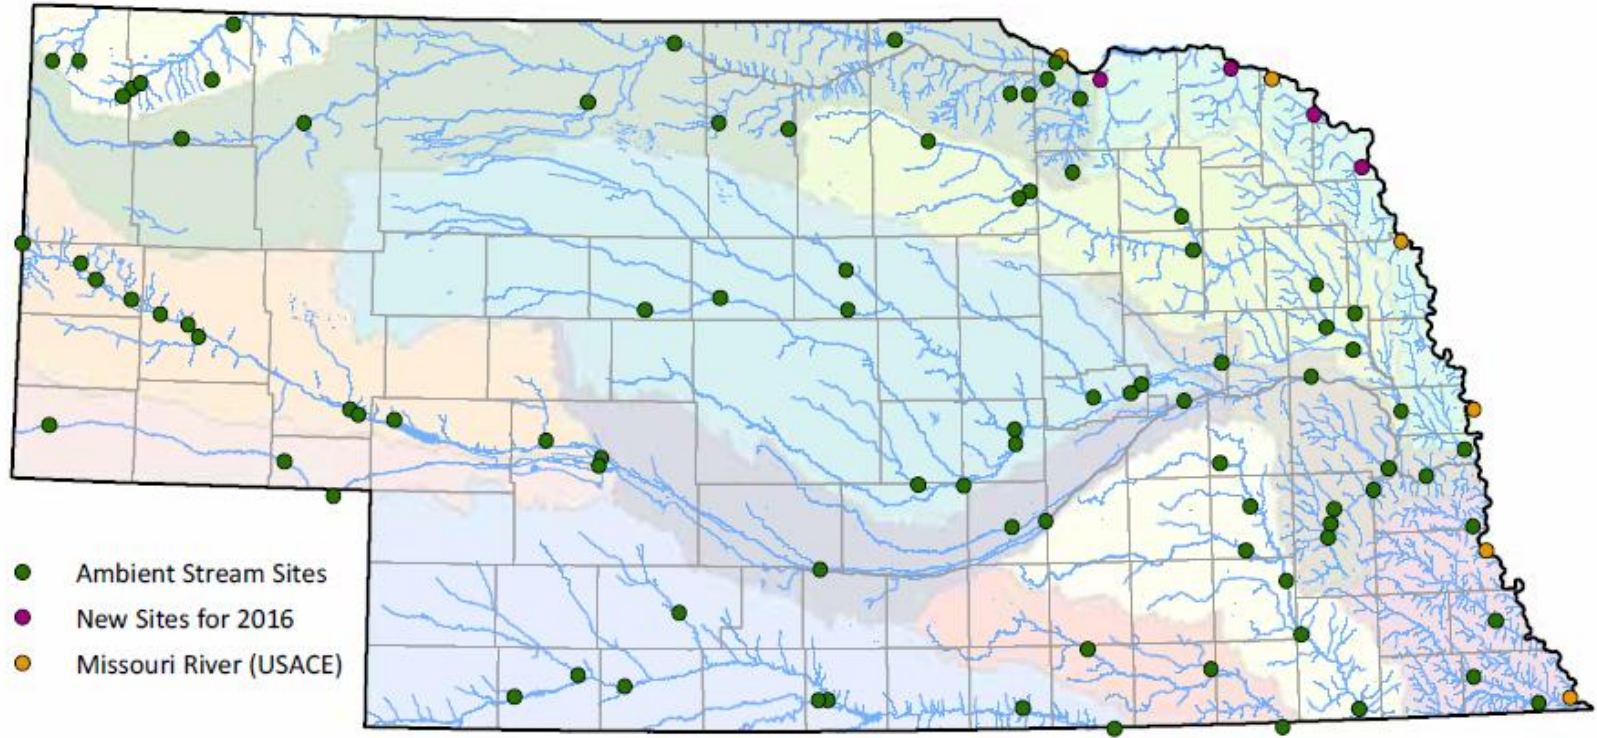 Ambient Stream Sites
New Sites for 2016
Missouri River (USACE)